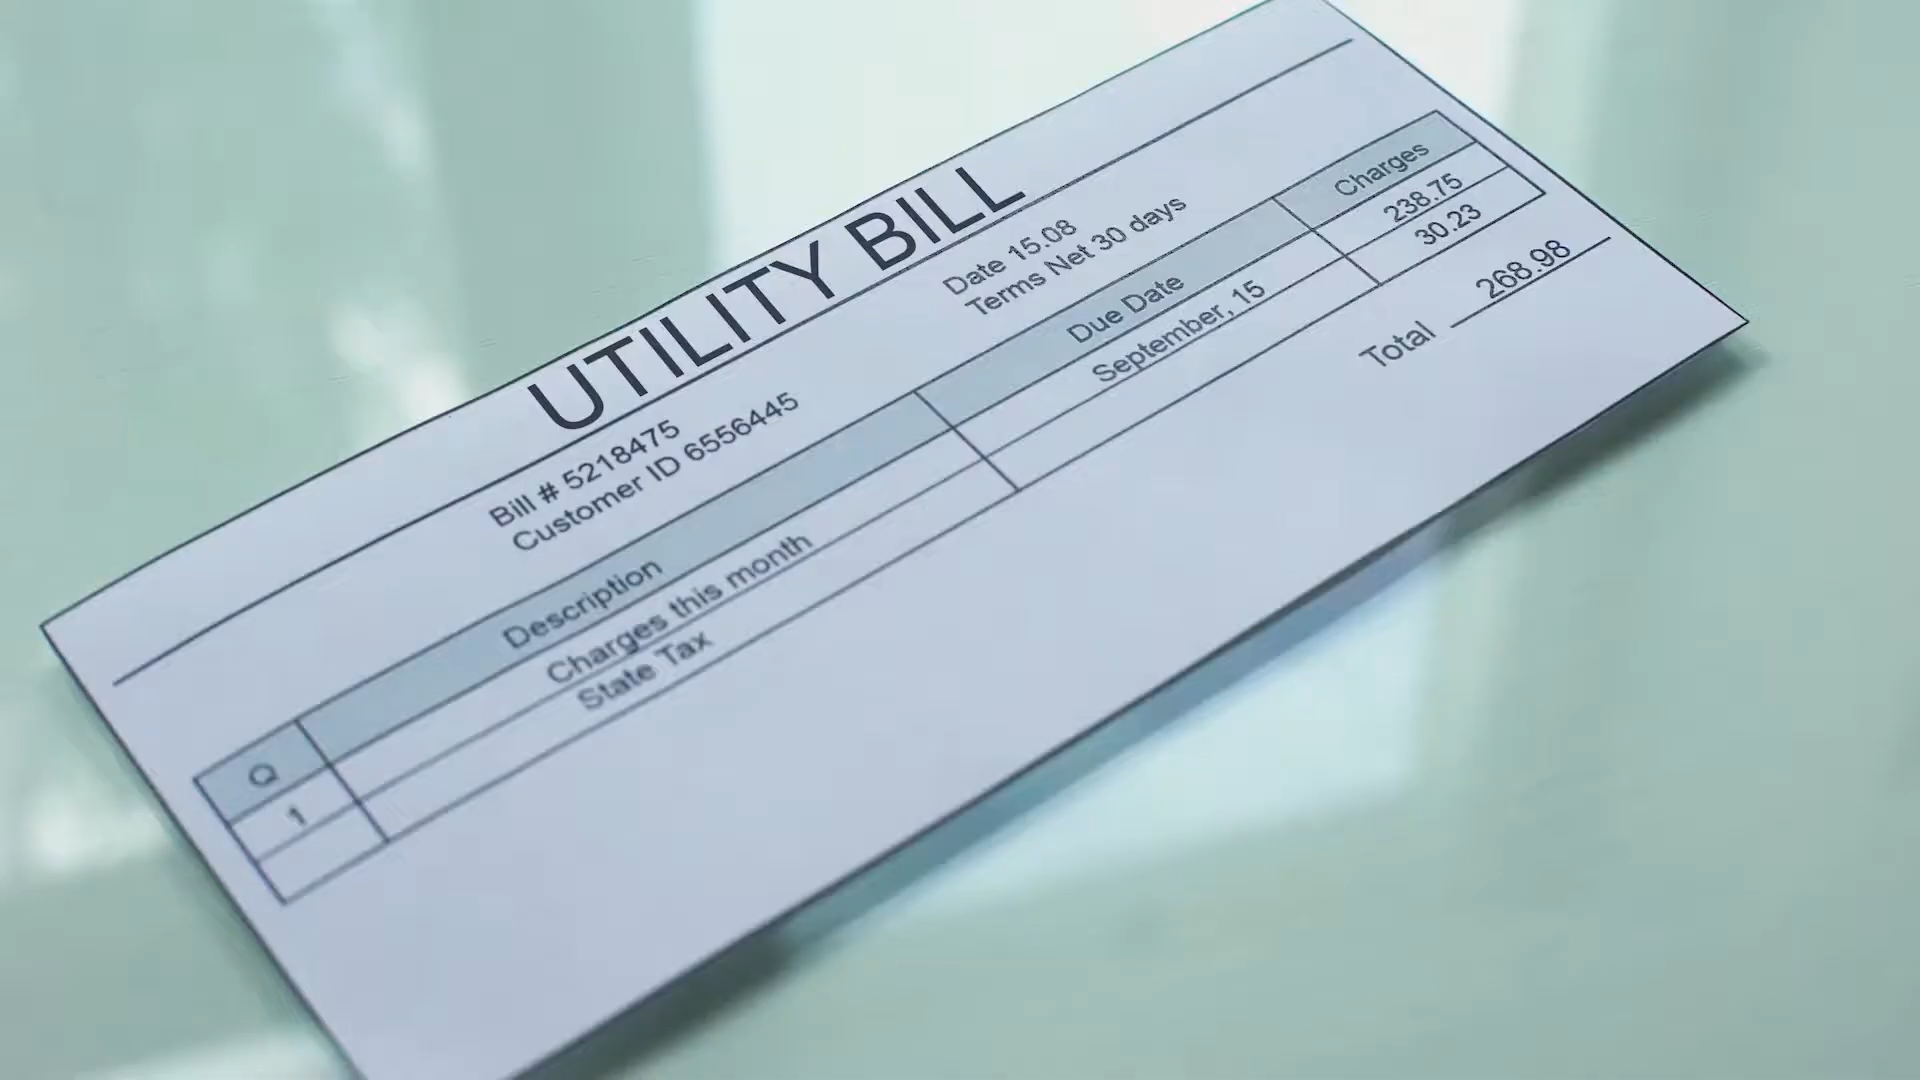 UTILITY BILL
Bill # 5218475
Customer ID 6556445
Date 15.08
Terms Net 30 days
Q Description Due Date Charges
1 Charges this month September, 15 238.75
State Tax 30.23
Total 268.98